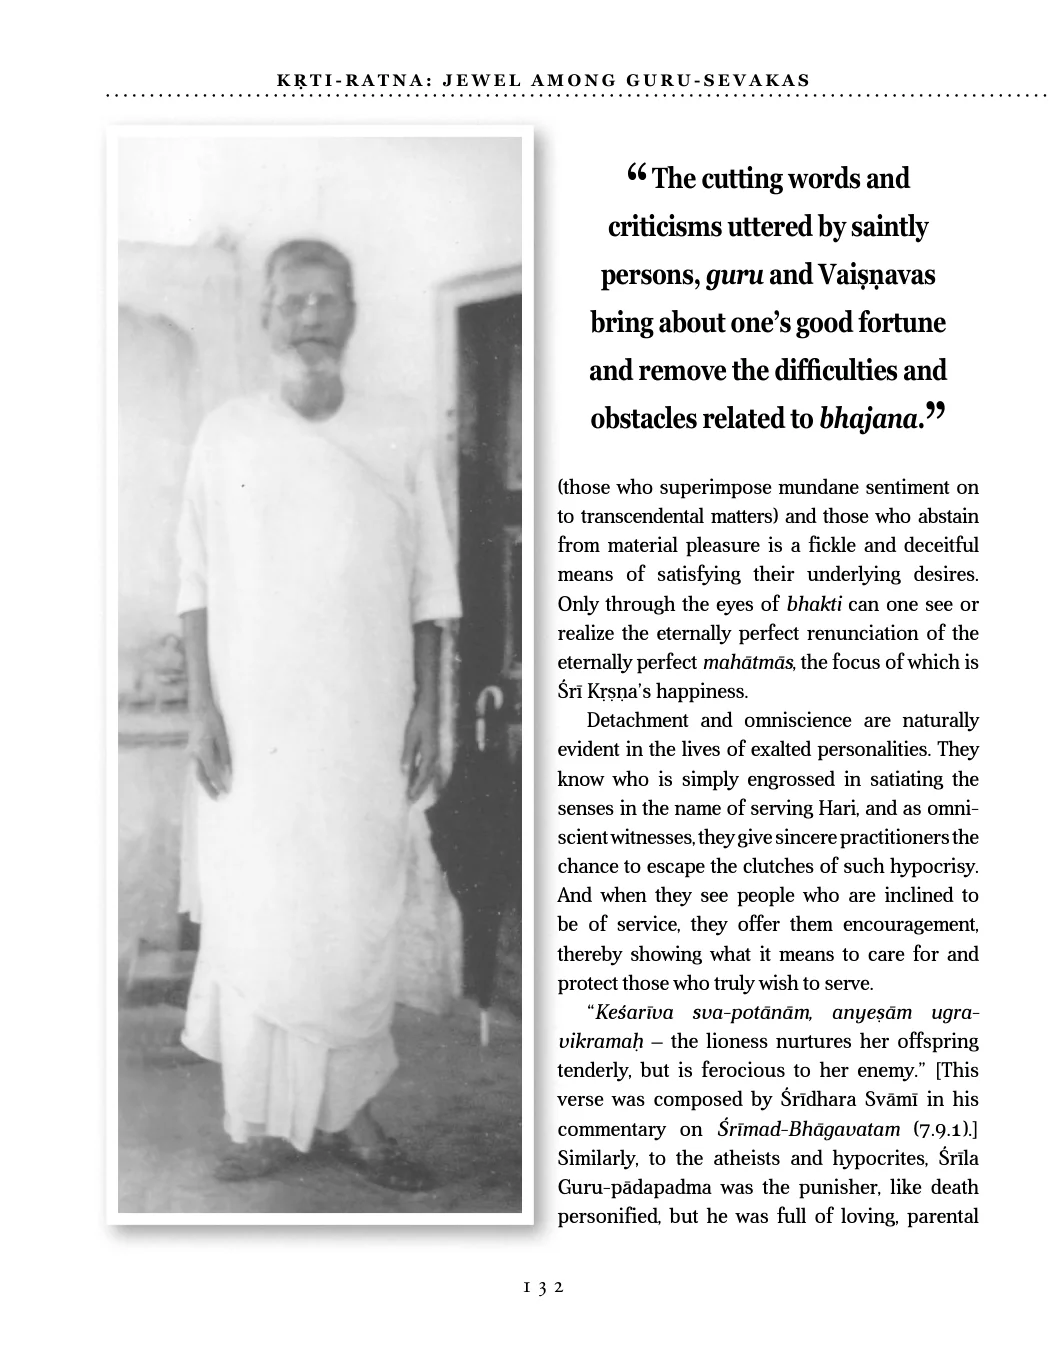 KṚTI-RATNA: JEWEL AMONG GURU-SEVAKAS
“The cutting words and
criticisms uttered by saintly
persons, guru and Vaiṣṇavas
bring about one’s good fortune
and remove the difficulties and
obstacles related to bhajana.”
(those who superimpose mundane sentiment on
to transcendental matters) and those who abstain
from material pleasure is a fickle and deceitful
means of satisfying their underlying desires.
Only through the eyes of bhakti can one see or
realize the eternally perfect renunciation of the
eternally perfect mahātmās, the focus of which is
Śrī Kṛṣṇa’s happiness.
Detachment and omniscience are naturally
evident in the lives of exalted personalities. They
know who is simply engrossed in satiating the
senses in the name of serving Hari, and as omni-
scient witnesses, they give sincere practitioners the
chance to escape the clutches of such hypocrisy.
And when they see people who are inclined to
be of service, they offer them encouragement,
thereby showing what it means to care for and
protect those who truly wish to serve.
“Keśarīva sva-potānām, anyeṣām ugra-
vikramaḥ – the lioness nurtures her offspring
tenderly, but is ferocious to her enemy.” [This
verse was composed by Śrīdhara Svāmī in his
commentary on Śrīmad-Bhāgavatam (7.9.1).]
Similarly, to the atheists and hypocrites, Śrīla
Guru-pādapadma was the punisher, like death
personified, but he was full of loving, parental
132